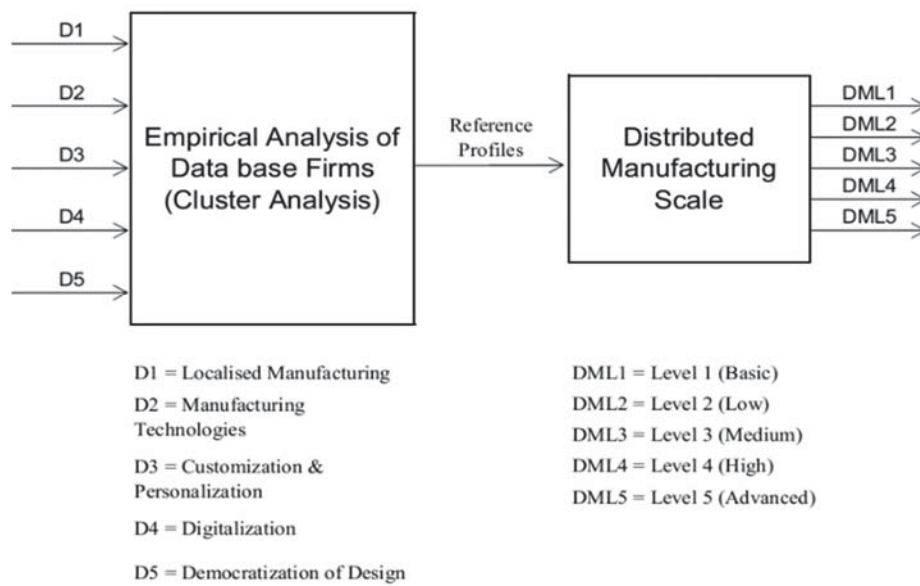 D1
D2
D3
D4
D5
Empirical Analysis of
Data base Firms
(Cluster Analysis)
Reference
Profiles
Distributed
Manufacturing
Scale
DML1
DML2
DML3
DML4
DML5
D1 = Localised Manufacturing
D2 = Manufacturing
Technologies
D3 = Customization &
Personalization
D4 = Digitalization
D5 = Democratization of Design
DML1 = Level 1 (Basic)
DML2 = Level 2 (Low)
DML3 = Level 3 (Medium)
DML4 = Level 4 (High)
DML5 = Level 5 (Advanced)